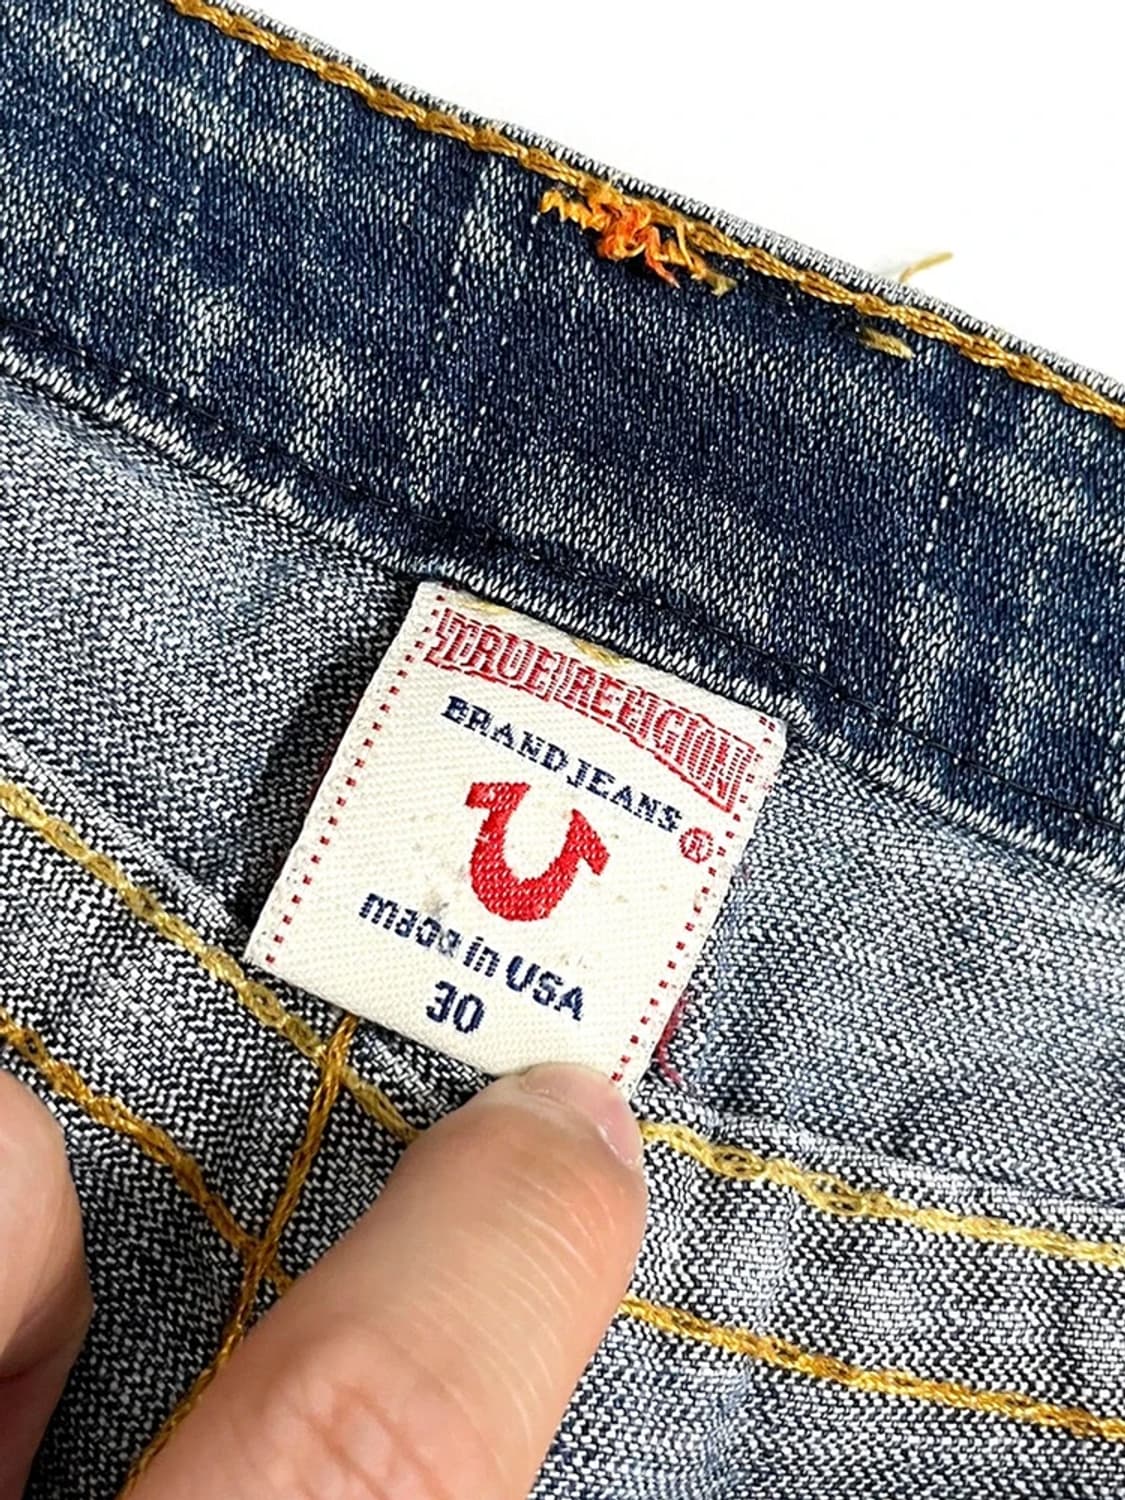 TRUE RELIGION
BRAND JEANS
®
made in USA
30